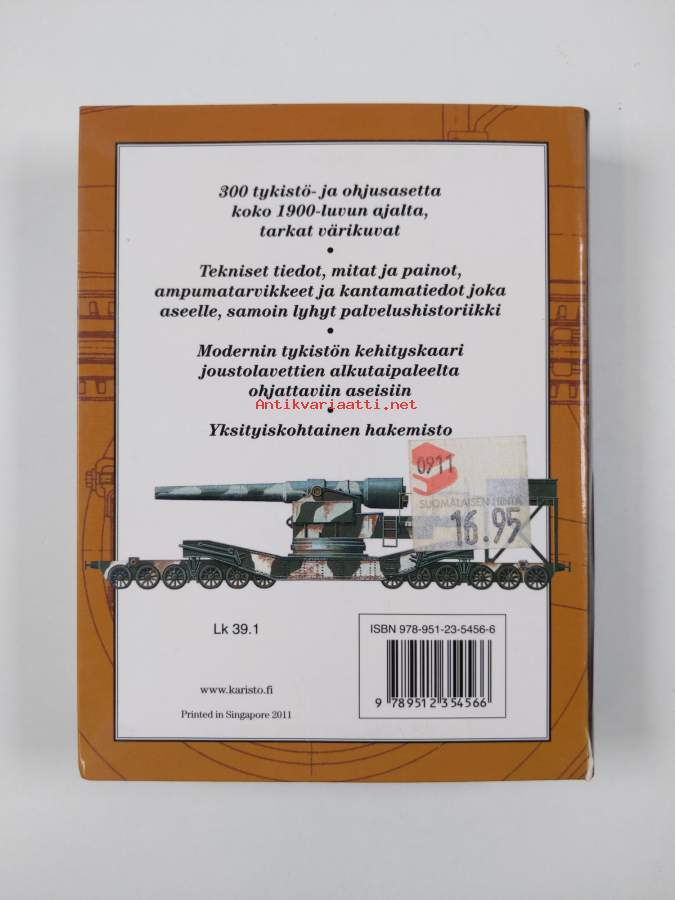 300 tykistö- ja ohjusasetta
koko 1900-luvun ajalta,
tarkat värikuvat
•
Tekniset tiedot, mitat ja painot,
ampumatarvikkeet ja kantamatiedot joka
aseelle, samoin lyhyt palvelushistoriikki
•
Modernin tykistön kehityskaari
joustolavettien alkutaipaleelta
ohjattaviin aseisiin
Antikvariaatti.net
•
Yksityiskohtainen hakemisto
0911
SUOMALAISEN HINTA
16.95
Lk 39.1
ISBN 978-951-23-5456-6
9 789512 354566
www.karisto.fi
Printed in Singapore 2011